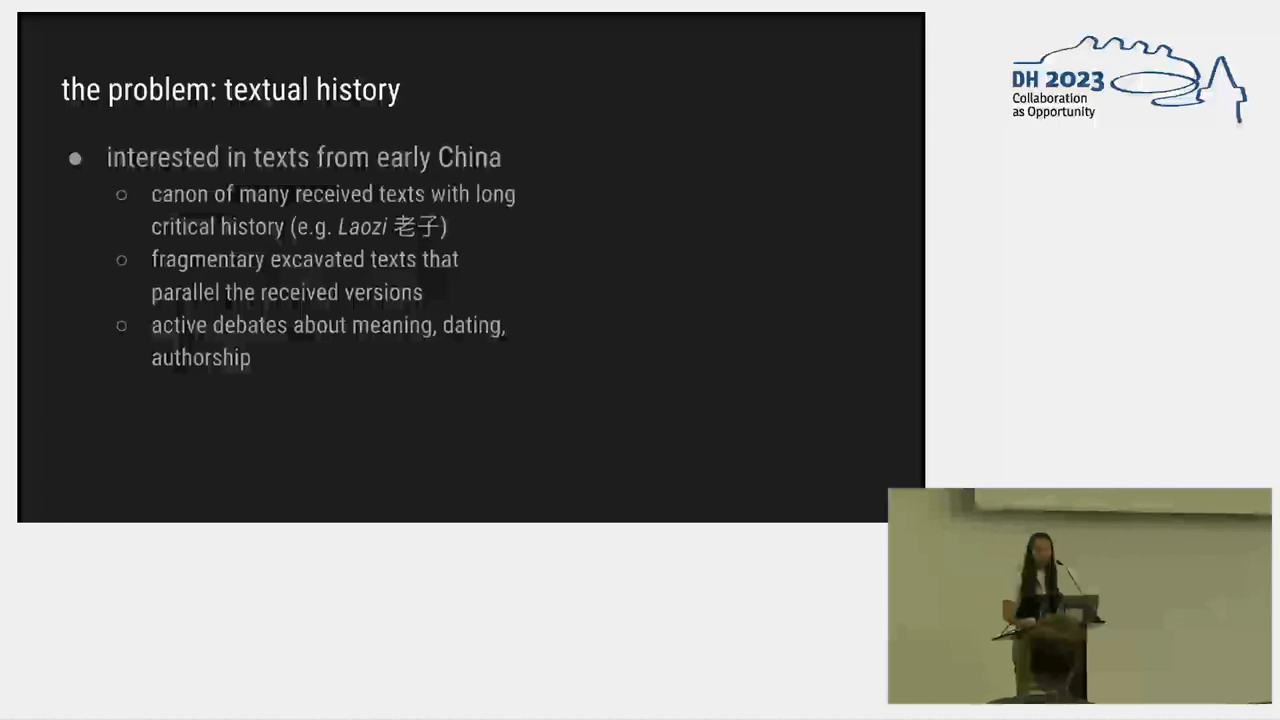 the problem: textual history
● interested in texts from early China
○ canon of many received texts with long
critical history (e.g. Laozi 老子)
○ fragmentary excavated texts that
parallel the received versions
○ active debates about meaning, dating,
authorship
DH 2023
Collaboration
as Opportunity